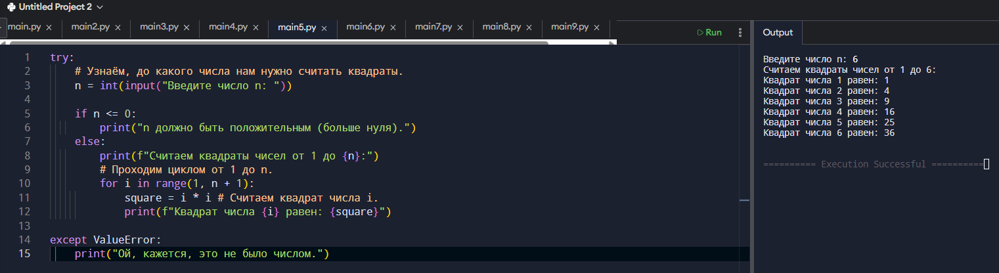 Untitled Project 2
main.py × main2.py × main3.py × main4.py × main5.py × main6.py × main7.py × main8.py × main9.py ×
Run
Output
1 try:
2 # Узнаём, до какого числа нам нужно считать квадраты.
3 n = int(input("Введите число n: "))
4
5 if n <= 0:
6 print("n должно быть положительным (больше нуля).")
7 else:
8 print(f"Считаем квадраты чисел от 1 до {n}:")
9 # Проходим циклом от 1 до n.
10 for i in range(1, n + 1):
11 square = i * i # Считаем квадрат числа i.
12 print(f"Квадрат числа {i} равен: {square}")
13
14 except ValueError:
15 print("Ой, кажется, это не было числом.")
Введите число n: 6
Считаем квадраты чисел от 1 до 6:
Квадрат числа 1 равен: 1
Квадрат числа 2 равен: 4
Квадрат числа 3 равен: 9
Квадрат числа 4 равен: 16
Квадрат числа 5 равен: 25
Квадрат числа 6 равен: 36
========== Execution Successful ==========